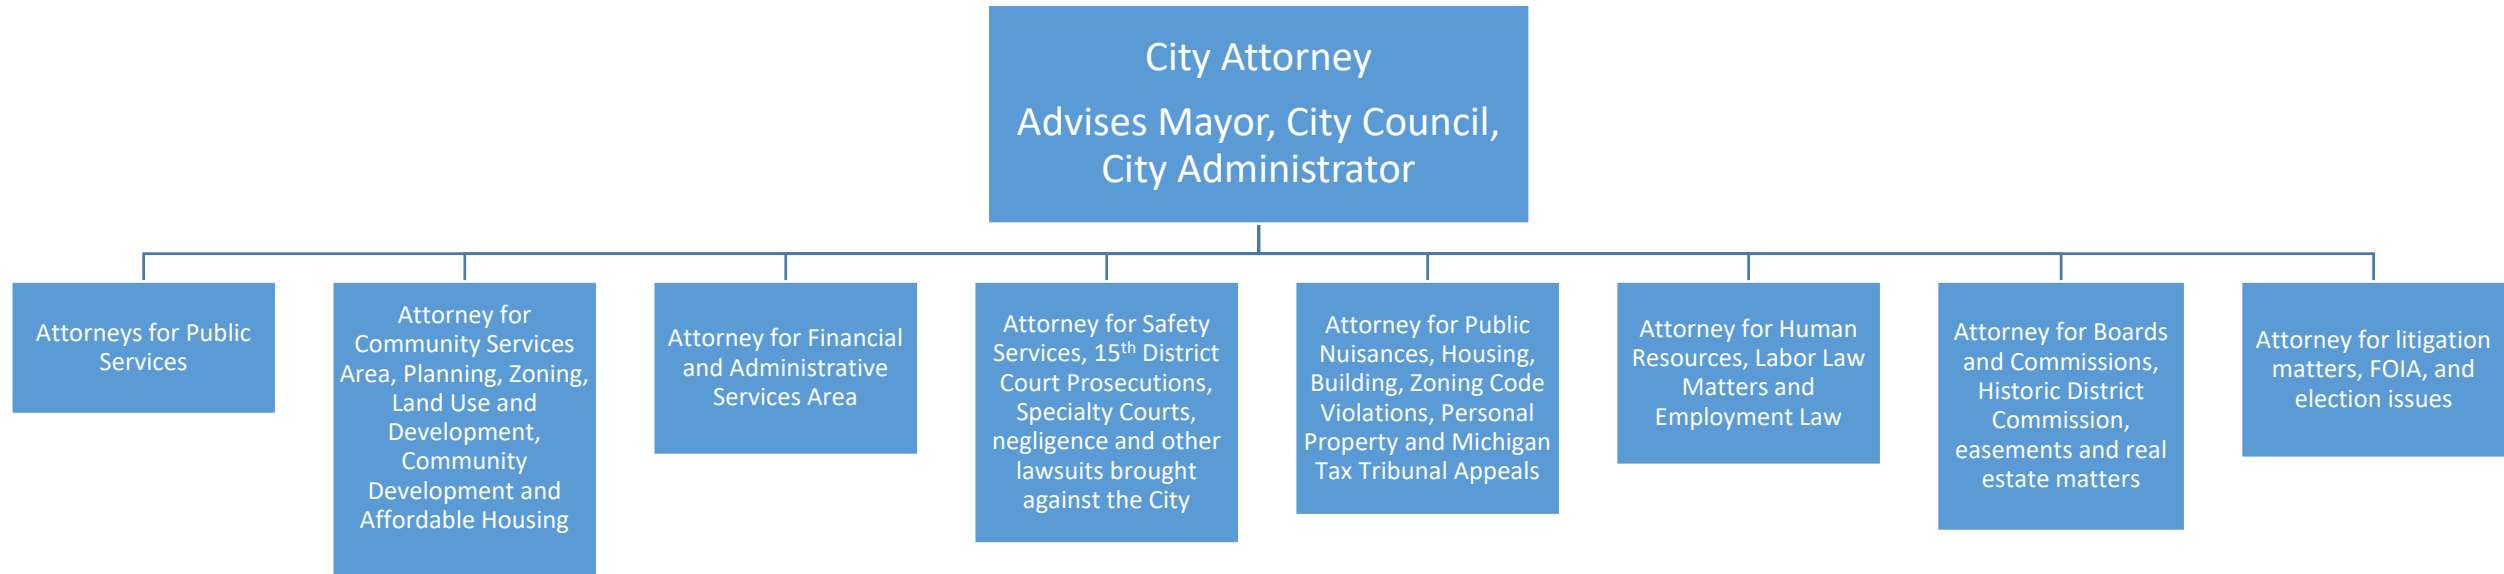 City Attorney
Advises Mayor, City Council,
City Administrator
Attorneys for Public
Services
Attorney for
Community Services
Area, Planning, Zoning,
Land Use and
Development,
Community
Development and
Affordable Housing
Attorney for Financial
and Administrative
Services Area
Attorney for Safety
Services, 15th District
Court Prosecutions,
Specialty Courts,
negligence and other
lawsuits brought
against the City
Attorney for Public
Nuisances, Housing,
Building, Zoning Code
Violations, Personal
Property and Michigan
Tax Tribunal Appeals
Attorney for Human
Resources, Labor Law
Matters and
Employment Law
Attorney for Boards
and Commissions,
Historic District
Commission,
easements and real
estate matters
Attorney for litigation
matters, FOIA, and
election issues